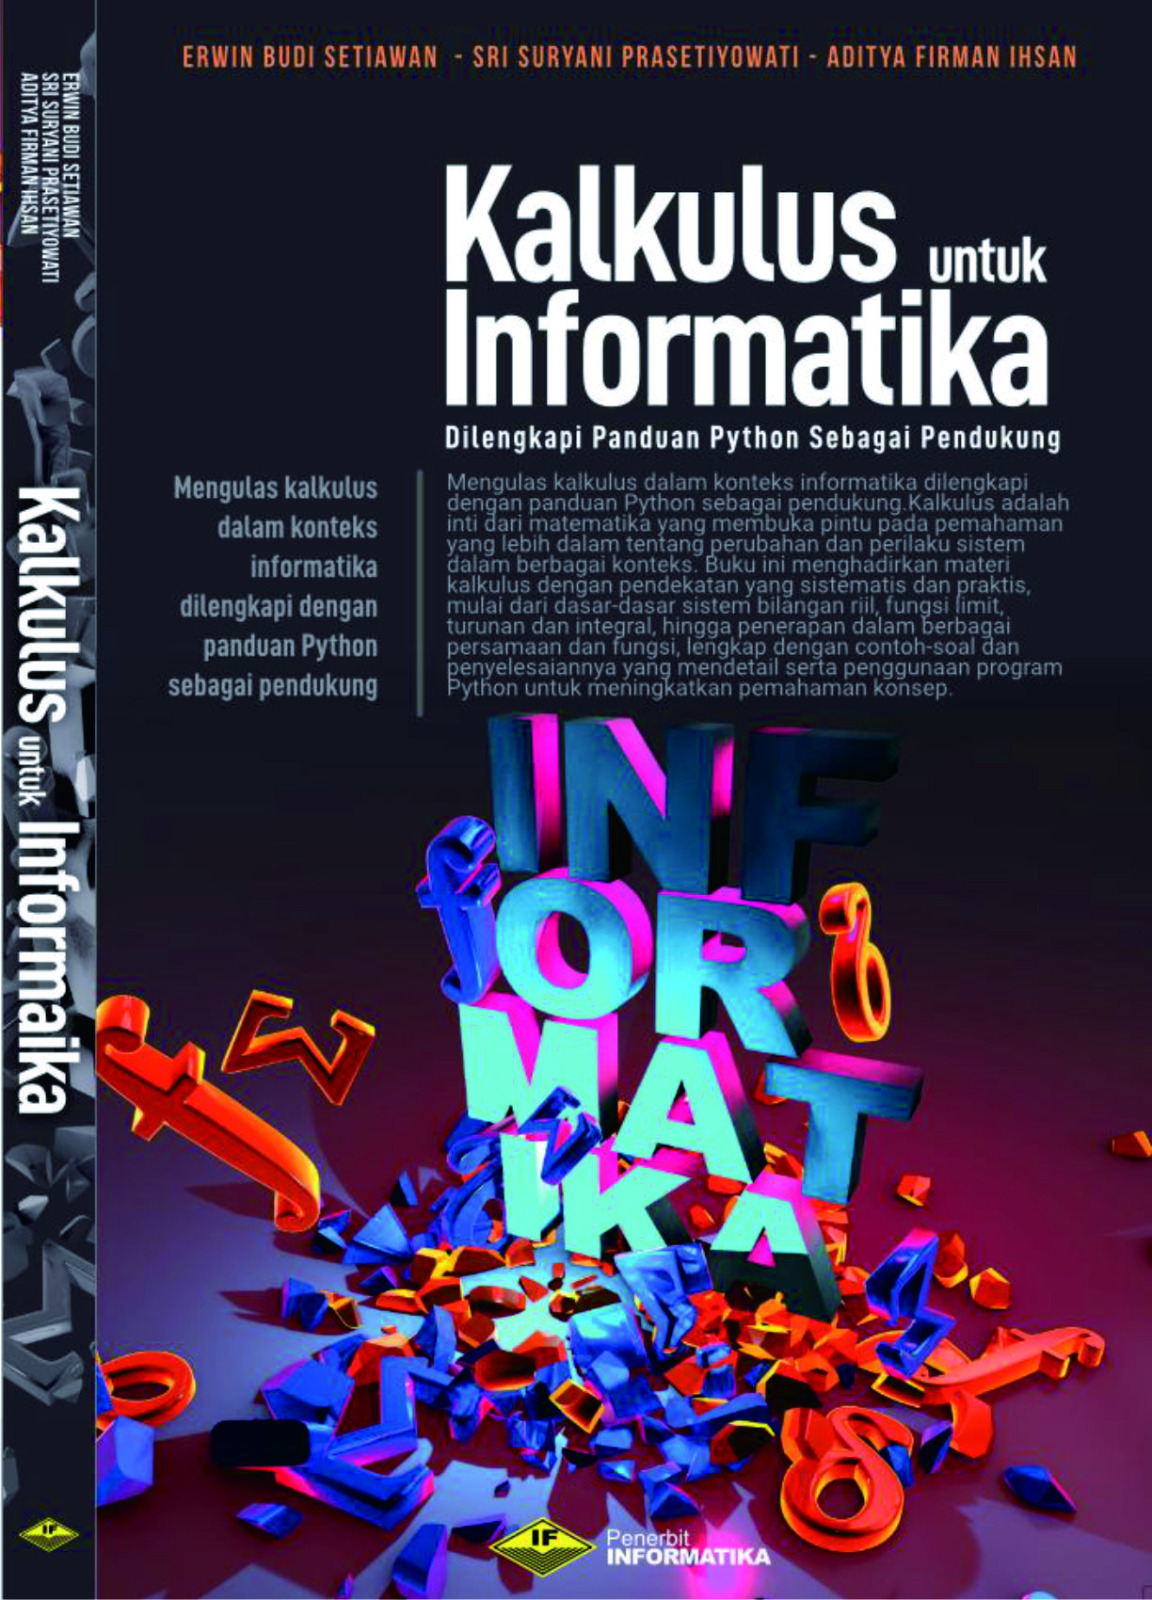 ERWIN BUDI SETIAWAN - SRI SURYANI PRASETIYOWATI - ADITYA FIRMAN IHSAN
Kalkulus untuk
Informatika
Dilengkapi Panduan Python Sebagai Pendukung
Mengulas kalkulus
dalam konteks
informatika
dilengkapi dengan
panduan Python
sebagai pendukung
Mengulas kalkulus dalam konteks informatika dilengkapi
dengan panduan Python sebagai pendukung.Kalkulus adalah
inti dari matematika yang membuka pintu pada pemahaman
yang lebih dalam tentang perubahan dan perilaku sistem
dalam berbagai konteks. Buku ini menghadirkan materi
kalkulus dengan pendekatan yang sistematis dan praktis,
mulai dari dasar-dasar sistem bilangan riil, fungsi limit,
turunan dan integral, hingga penerapan dalam berbagai
persamaan dan fungsi, lengkap dengan contoh-soal dan
penyelesaiannya yang mendetail serta penggunaan program
Python untuk meningkatkan pemahaman konsep.
INF
OR
MAT
IKA
IF
Penerbit
INFORMATIKA
ERWIN BUDI SETIAWAN
SRI SURYANI PRASETIYOWATI
ADITYA FIRMAN IHSAN
Kalkulus untuk Informaika
IF